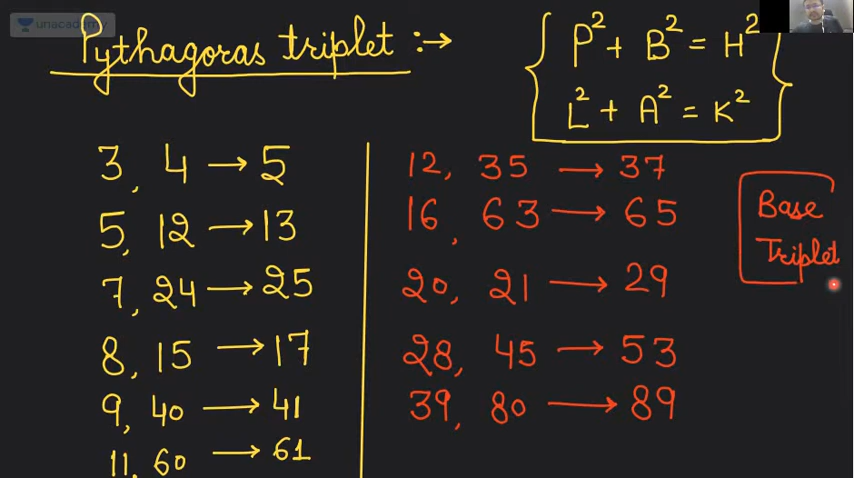 unacademy
Pythagoras triplet :→
P² + B² = H²
L² + A² = K²
3, 4 → 5
5, 12 → 13
7, 24 → 25
8, 15 → 17
9, 40 → 41
11, 60 → 61
12, 35 → 37
16, 63 → 65
20, 21 → 29
28, 45 → 53
39, 80 → 89
Base
Triplet